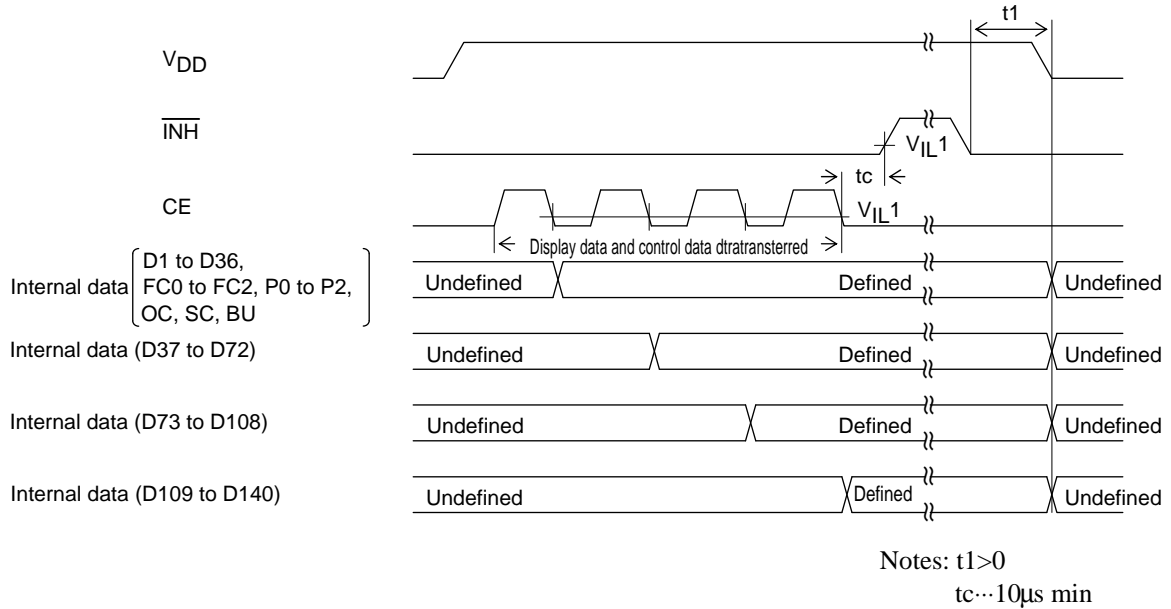 t1
VDD
INH
VIL1
tc
CE
VIL1
Display data and control data dtratransterred
Internal data
D1 to D36,
FC0 to FC2, P0 to P2,
OC, SC, BU
Undefined
Defined
Undefined
Internal data (D37 to D72)
Undefined
Defined
Undefined
Internal data (D73 to D108)
Undefined
Defined
Undefined
Internal data (D109 to D140)
Undefined
Defined
Undefined
Notes: t1>0
tc···10µs min